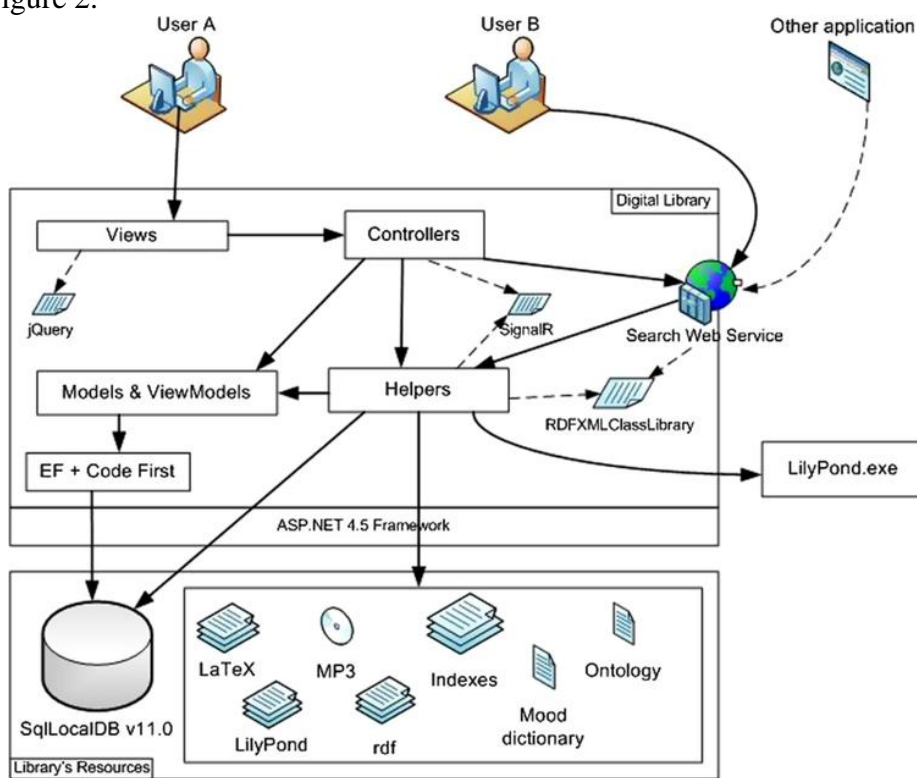 igure 2.
User A
User B
Other application
Digital Library
Views
Controllers
jQuery
SignalR
Search Web Service
Models & ViewModels
Helpers
RDFXMLClassLibrary
EF + Code First
LilyPond.exe
ASP.NET 4.5 Framework
LaTeX
MP3
Indexes
Ontology
SqlLocalDB v11.0
LilyPond
rdf
Mood
dictionary
Library's Resources